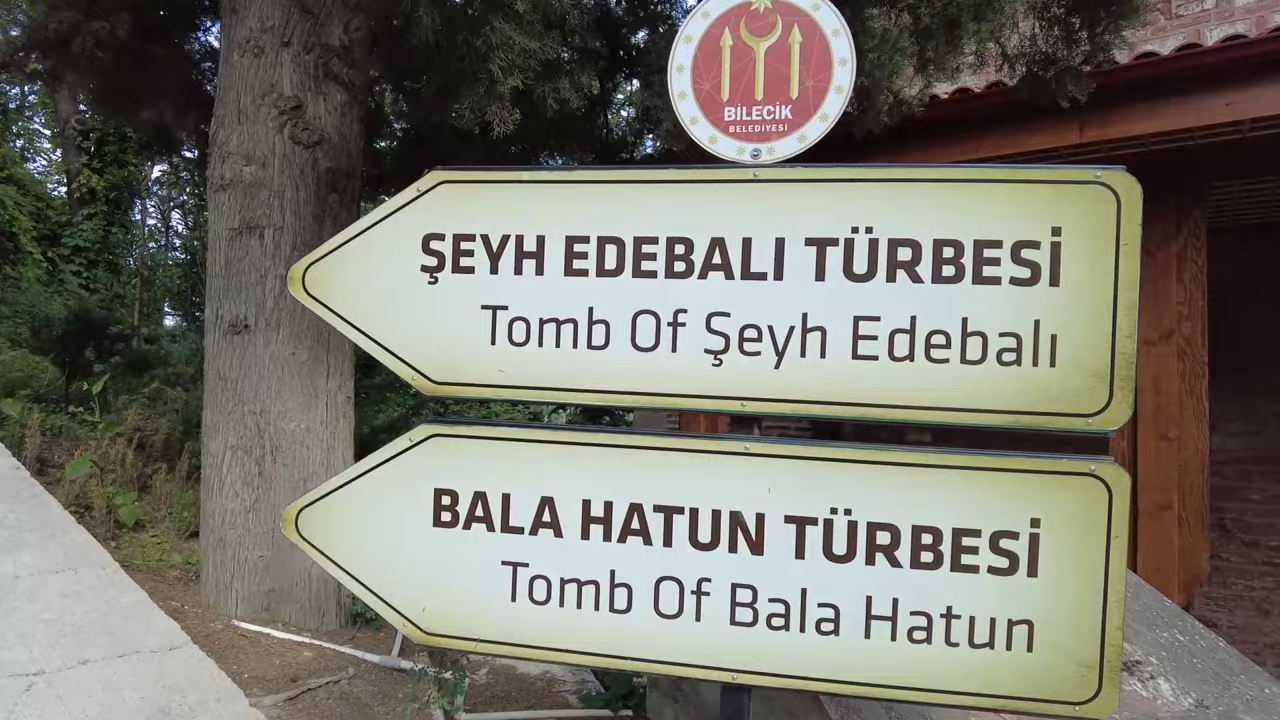 BİLECİK
BELEDİYESİ
ŞEYH EDEBALI TÜRBESİ
Tomb Of Şeyh Edebalı
BALA HATUN TÜRBESİ
Tomb Of Bala Hatun